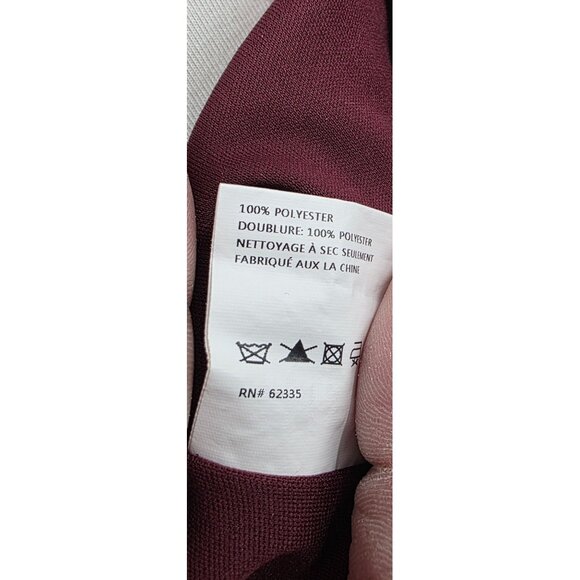 100% POLYESTER
DOUBLURE: 100% POLYESTER
NETTOYAGE À SEC SEULEMENT
FABRIQUÉ AUX LA CHINE
RN# 62335